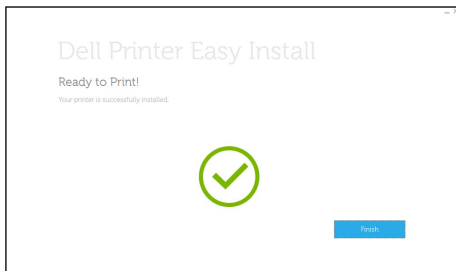 Dell Printer Easy Install
Ready to Print!
Your printer is successfully installed.
Finish